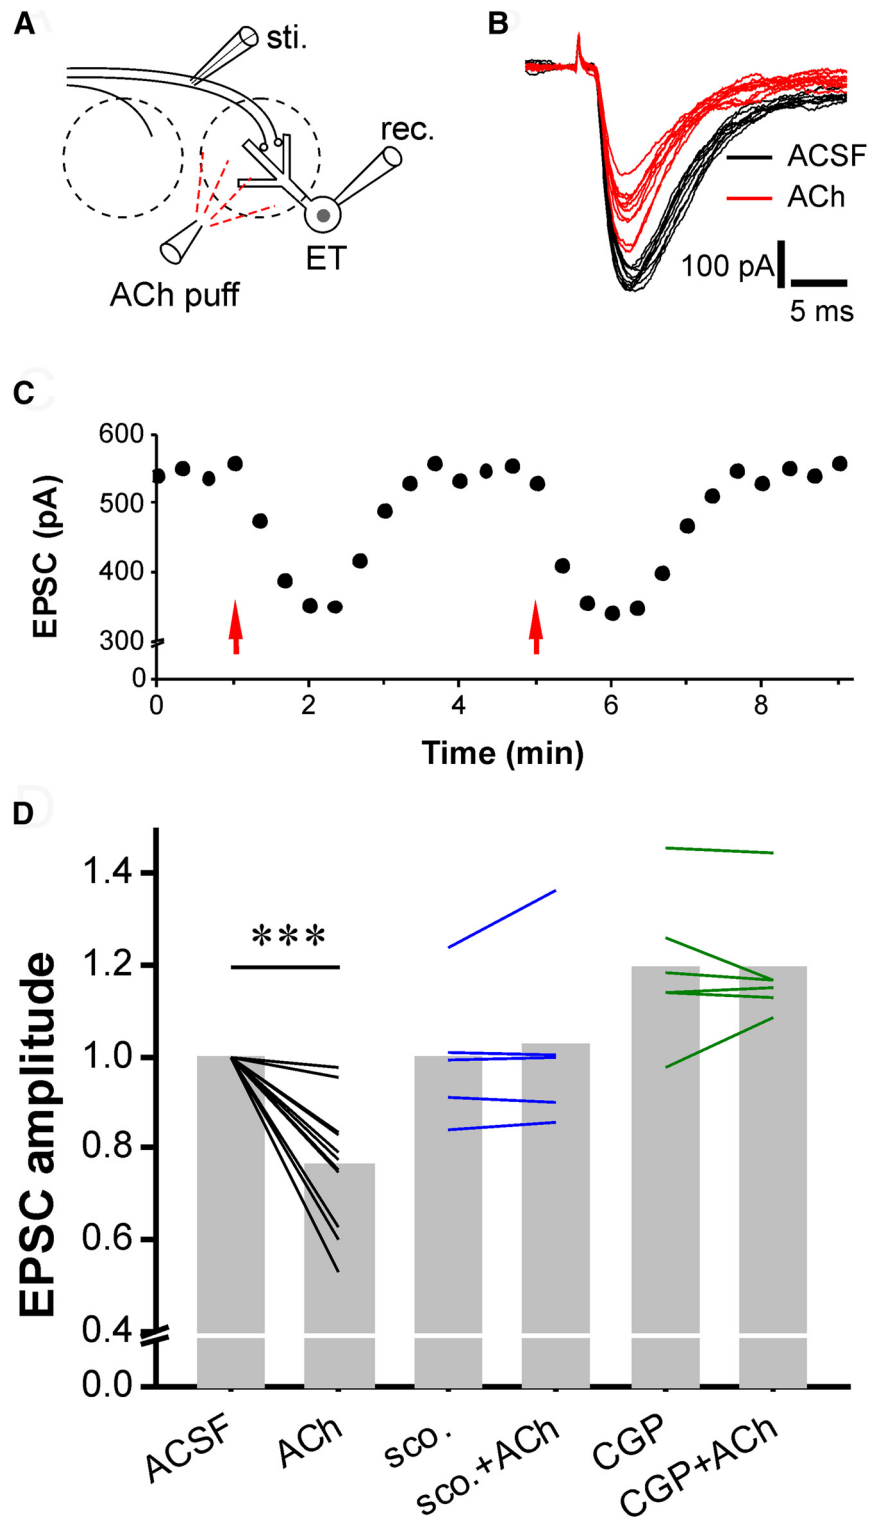 A
sti.
rec.
ET
ACh puff
B
ACSF
ACh
100 pA
5 ms
C
EPSC (pA)
600
500
400
300
0
0 2 4 6 8
Time (min)
D
EPSC amplitude
1.4
***
1.2
1.0
0.8
0.6
0.4
0.0
ACSF ACh sco. sco.+ACh CGP CGP+ACh